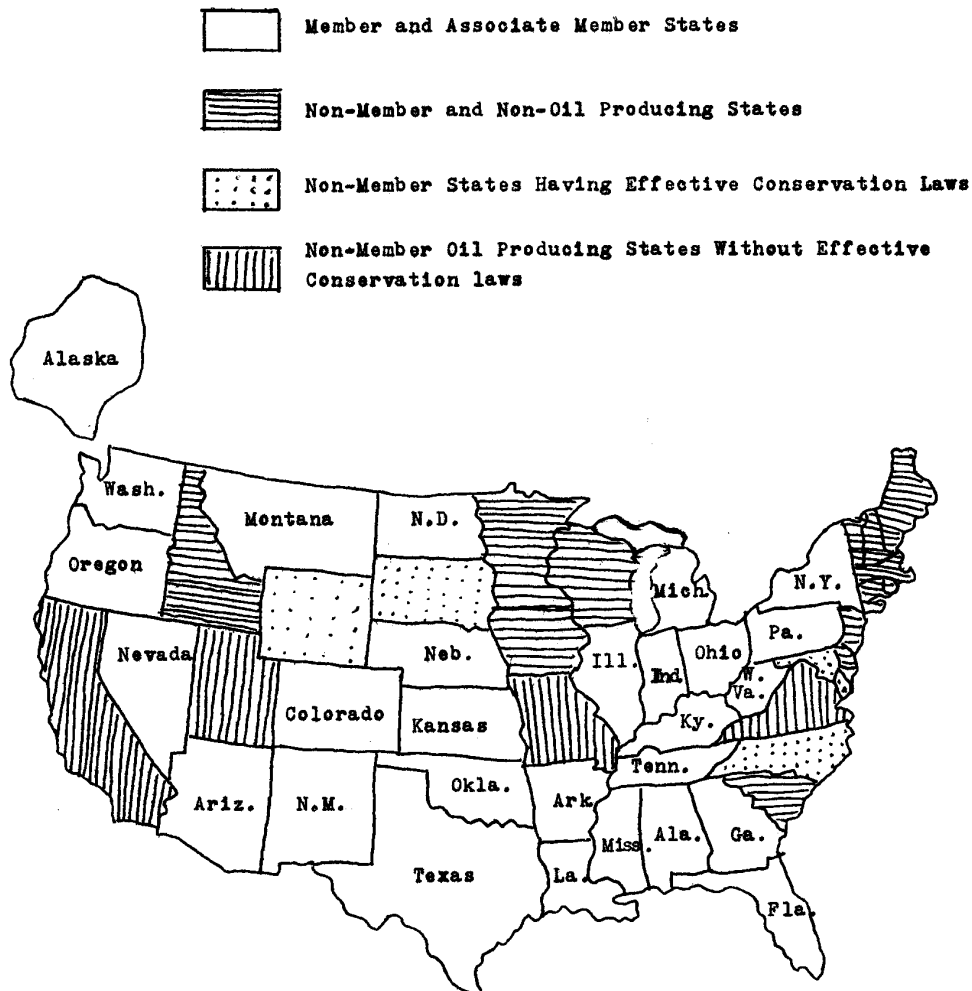 Member and Associate Member States
Non-Member and Non-Oil Producing States
Non-Member States Having Effective Conservation Laws
Non-Member Oil Producing States Without Effective
Conservation laws
Alaska
Wash.
Montana
N.D.
Oregon
Mich
N.Y.
Pa.
Nevada
Neb.
Ill.
Ind
Ohio
W.
Va.
Colorado
Kansas
Ky.
Tenn.
Okla.
Ariz.
N.M.
Ark
Miss.
Ala.
Ga.
Texas
La.
Fla.